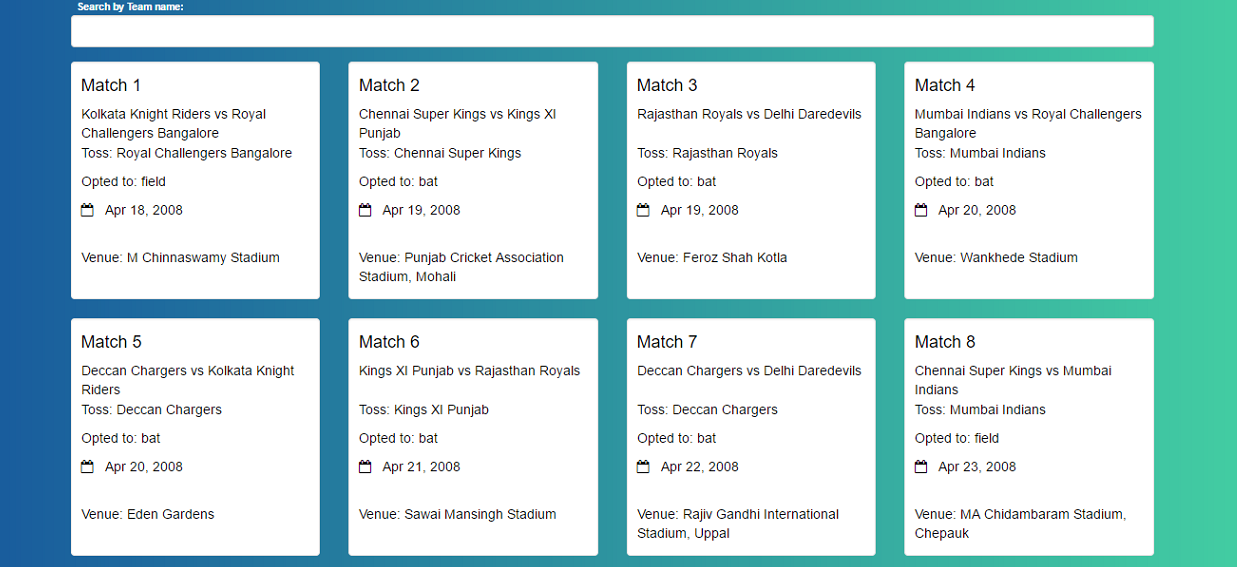 Search by Team name:
Match 1
Kolkata Knight Riders vs Royal
Challengers Bangalore
Toss: Royal Challengers Bangalore
Opted to: field
Apr 18, 2008
Venue: M Chinnaswamy Stadium
Match 2
Chennai Super Kings vs Kings XI
Punjab
Toss: Chennai Super Kings
Opted to: bat
Apr 19, 2008
Venue: Punjab Cricket Association
Stadium, Mohali
Match 3
Rajasthan Royals vs Delhi Daredevils
Toss: Rajasthan Royals
Opted to: bat
Apr 19, 2008
Venue: Feroz Shah Kotla
Match 4
Mumbai Indians vs Royal Challengers
Bangalore
Toss: Mumbai Indians
Opted to: bat
Apr 20, 2008
Venue: Wankhede Stadium
Match 5
Deccan Chargers vs Kolkata Knight
Riders
Toss: Deccan Chargers
Opted to: bat
Apr 20, 2008
Venue: Eden Gardens
Match 6
Kings XI Punjab vs Rajasthan Royals
Toss: Kings XI Punjab
Opted to: bat
Apr 21, 2008
Venue: Sawai Mansingh Stadium
Match 7
Deccan Chargers vs Delhi Daredevils
Toss: Deccan Chargers
Opted to: bat
Apr 22, 2008
Venue: Rajiv Gandhi International
Stadium, Uppal
Match 8
Chennai Super Kings vs Mumbai
Indians
Toss: Mumbai Indians
Opted to: field
Apr 23, 2008
Venue: MA Chidambaram Stadium,
Chepauk